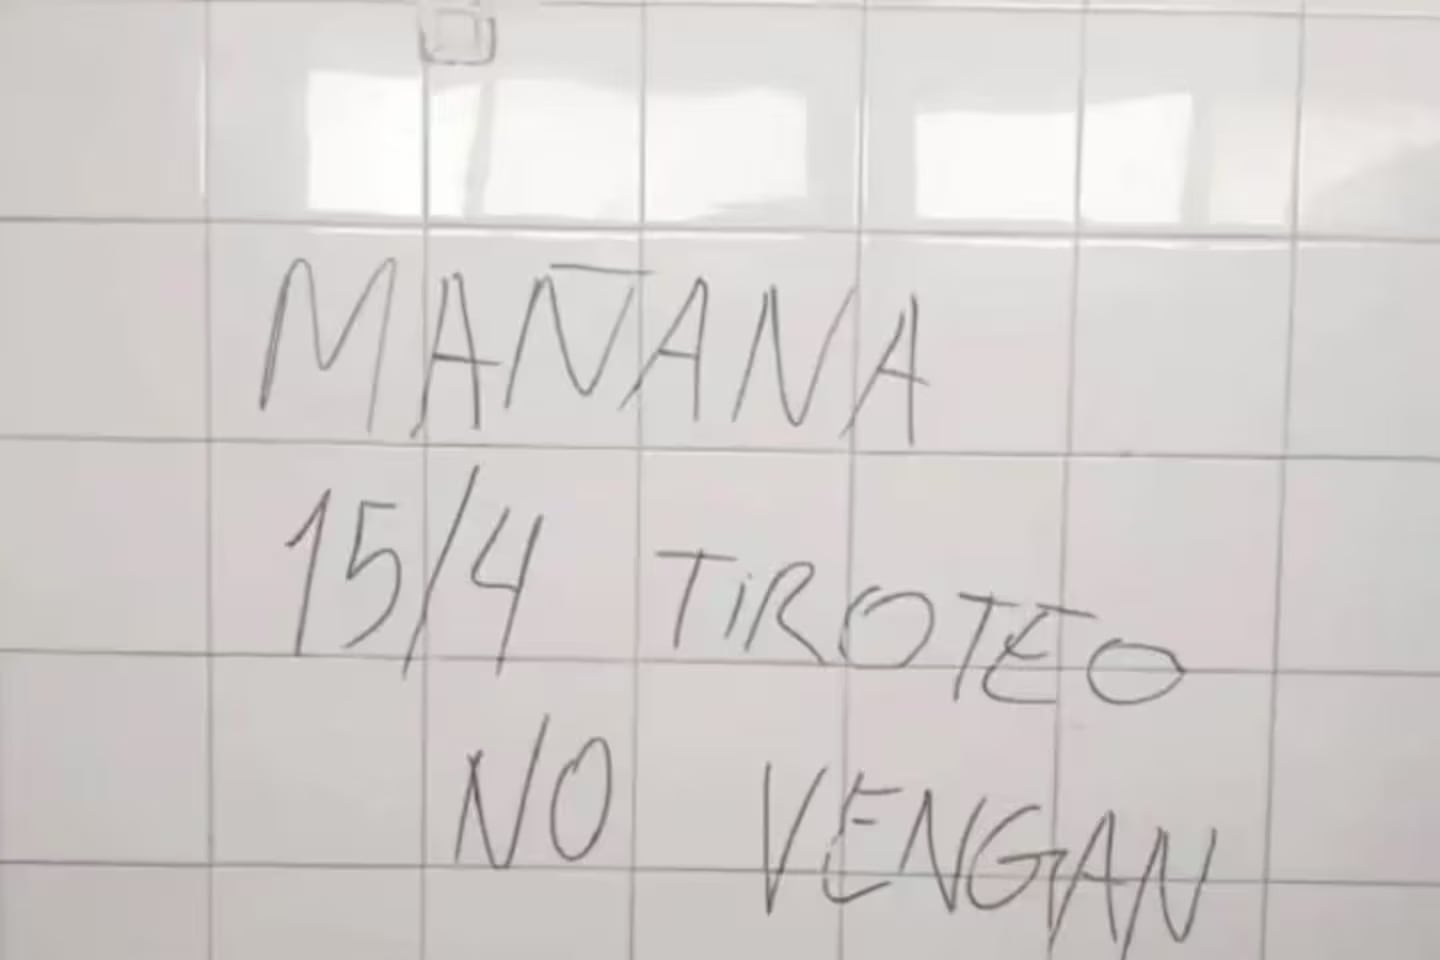 MAÑANA
15/4 TIROTEO
NO VENGAN